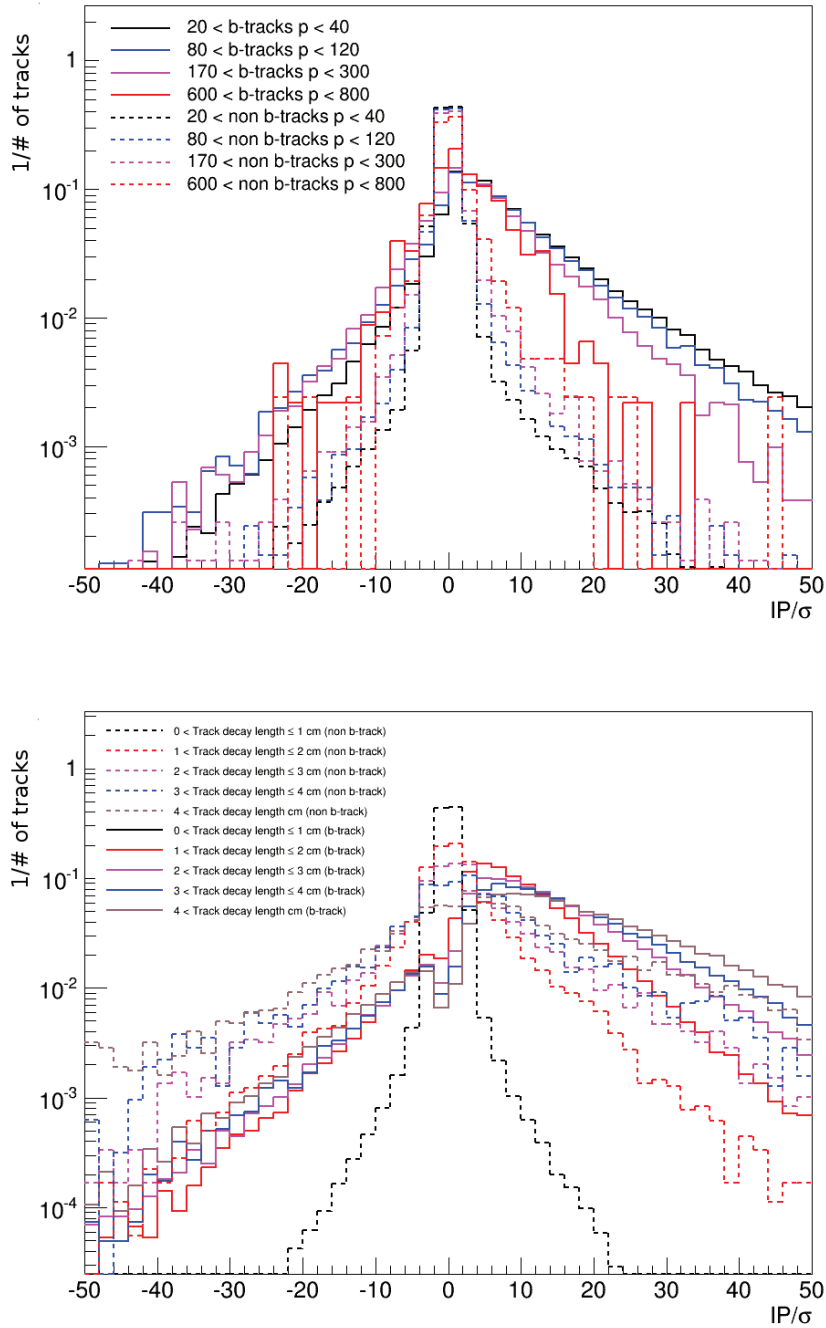 1/# of tracks
1
10-1
10-2
10-3
20 < b-tracks p < 40
80 < b-tracks p < 120
170 < b-tracks p < 300
600 < b-tracks p < 800
20 < non b-tracks p < 40
80 < non b-tracks p < 120
170 < non b-tracks p < 300
600 < non b-tracks p < 800
-50 -40 -30 -20 -10 0 10 20 30 40 50
IP/σ
1/# of tracks
1
10-1
10-2
10-3
10-4
0 < Track decay length ≤ 1 cm (non b-track)
1 < Track decay length ≤ 2 cm (non b-track)
2 < Track decay length ≤ 3 cm (non b-track)
3 < Track decay length ≤ 4 cm (non b-track)
4 < Track decay length cm (non b-track)
0 < Track decay length ≤ 1 cm (b-track)
1 < Track decay length ≤ 2 cm (b-track)
2 < Track decay length ≤ 3 cm (b-track)
3 < Track decay length ≤ 4 cm (b-track)
4 < Track decay length cm (b-track)
-50 -40 -30 -20 -10 0 10 20 30 40 50
IP/σ